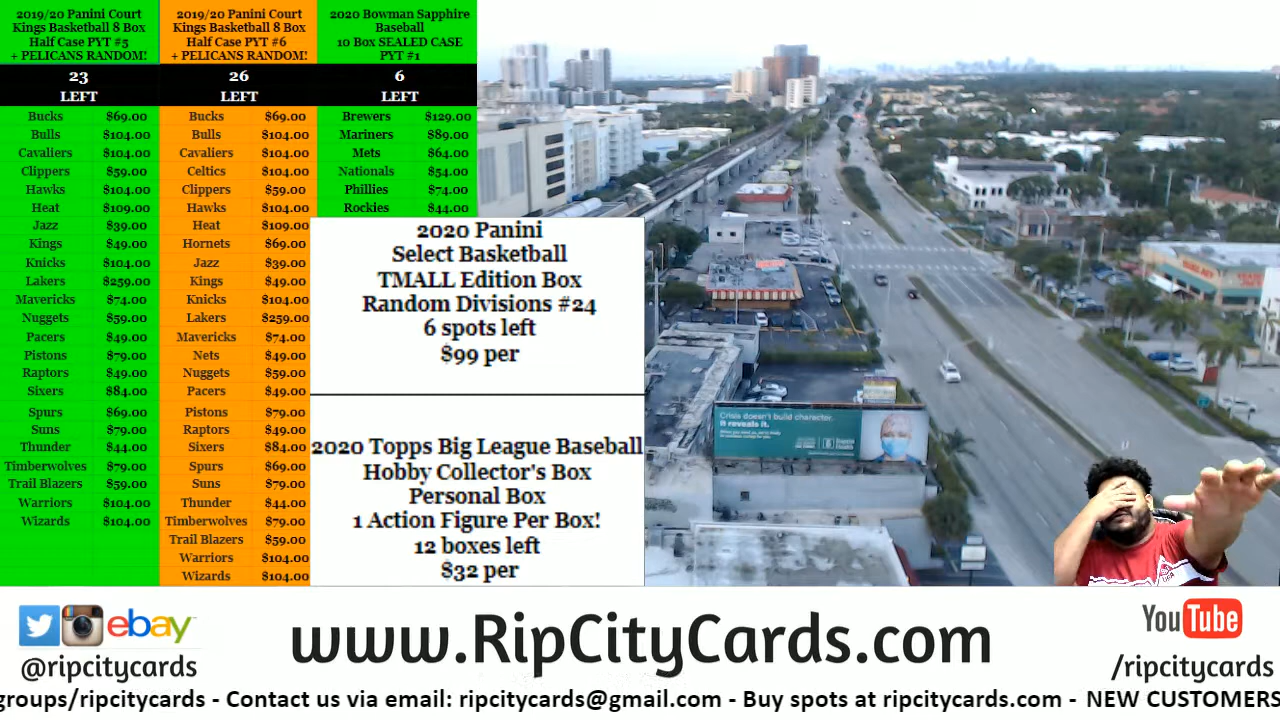 2019/20 Panini Court
Kings Basketball 8 Box
Half Case PYT #5
+ PELICANS RANDOM!
23
LEFT
Bucks $69.00
Bulls $104.00
Cavaliers $104.00
Clippers $59.00
Hawks $104.00
Heat $109.00
Jazz $39.00
Kings $49.00
Knicks $104.00
Lakers $259.00
Mavericks $74.00
Nuggets $59.00
Pacers $49.00
Pistons $79.00
Raptors $49.00
Sixers $84.00
Spurs $69.00
Suns $79.00
Thunder $44.00
Timberwolves $79.00
Trail Blazers $59.00
Warriors $104.00
Wizards $104.00
2019/20 Panini Court
Kings Basketball 8 Box
Half Case PYT #6
+ PELICANS RANDOM!
26
LEFT
Bucks $69.00
Bulls $104.00
Cavaliers $104.00
Celtics $104.00
Clippers $59.00
Hawks $104.00
Heat $109.00
Hornets $69.00
Jazz $39.00
Kings $49.00
Knicks $104.00
Lakers $259.00
Mavericks $74.00
Nets $49.00
Nuggets $59.00
Pacers $49.00
Pistons $79.00
Raptors $49.00
Sixers $84.00
Spurs $69.00
Suns $79.00
Thunder $44.00
Timberwolves $79.00
Trail Blazers $59.00
Warriors $104.00
Wizards $104.00
2020 Bowman Sapphire
Baseball
10 Box SEALED CASE
PYT #1
6
LEFT
Brewers $129.00
Mariners $89.00
Mets $64.00
Nationals $54.00
Phillies $74.00
Rockies $44.00
2020 Panini
Select Basketball
TMALL Edition Box
Random Divisions #24
6 spots left
$99 per
2020 Topps Big League Baseball
Hobby Collector's Box
Personal Box
1 Action Figure Per Box!
12 boxes left
$32 per
Crisis doesn't build character.
It reveals it.
ebay
@ripcitycards
www.RipCityCards.com
YouTube
/ripcitycards
groups/ripcitycards - Contact us via email: ripcitycards@gmail.com - Buy spots at ripcitycards.com - NEW CUSTOMERS